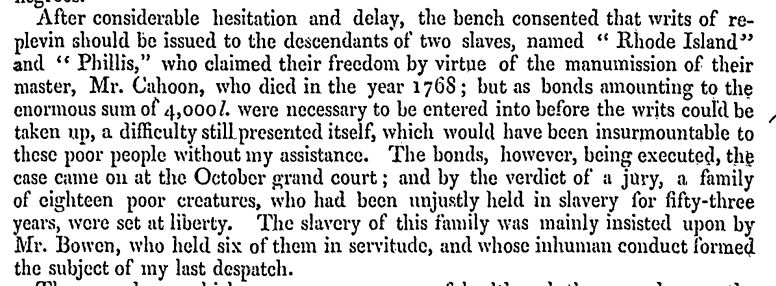 After considerable hesitation and delay, the bench consented that writs of re-
plevin should be issued to the descendants of two slaves, named “ Rhode Island”
and “ Phillis,” who claimed their freedom by virtue of the manumission of their
master, Mr. Cahoon, who died in the year 1768; but as bonds amounting to the
enormous sum of 4,000l. were necessary to be entered into before the writs could be
taken up, a difficulty still presented itself, which would have been insurmountable to
these poor people without my assistance. The bonds, however, being executed, the
case came on at the October grand court; and by the verdict of a jury, a family
of eighteen poor creatures, who had been unjustly held in slavery for fifty-three
years, were set at liberty. The slavery of this family was mainly insisted upon by
Mr. Bowen, who held six of them in servitude, and whose inhuman conduct formed
the subject of my last despatch.